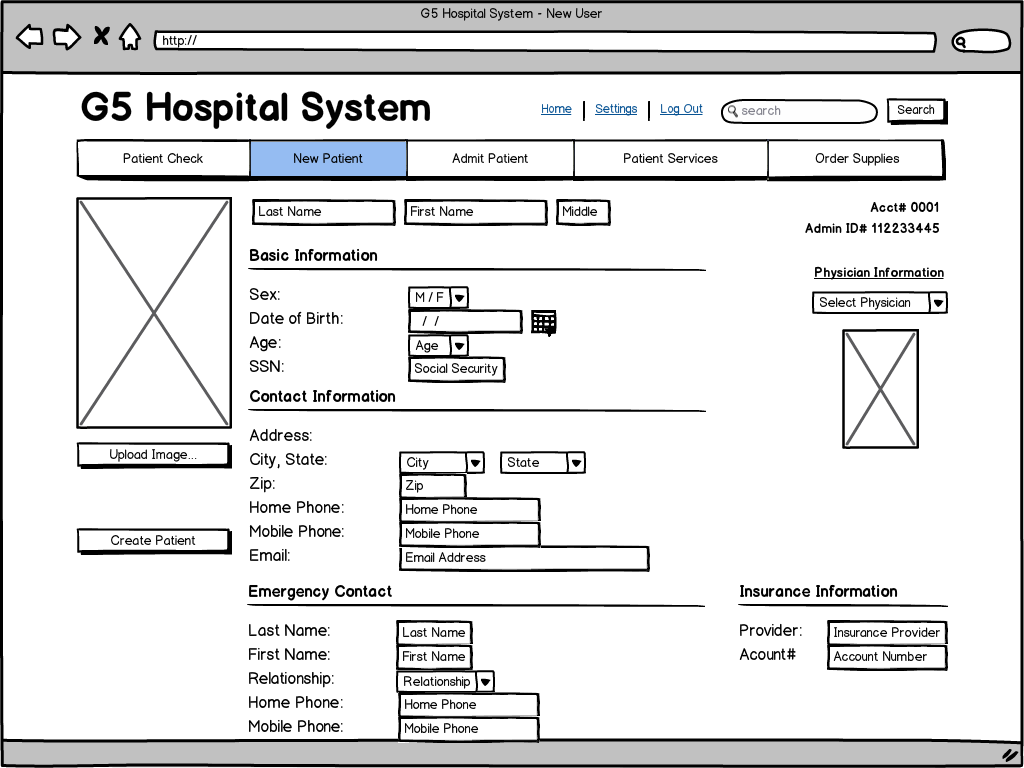 G5 Hospital System - New User
http://
G5 Hospital System
Home Settings Log Out search Search
Patient Check New Patient Admit Patient Patient Services Order Supplies
Last Name First Name Middle
Acct# 0001
Admin ID# 112233445
Basic Information
Physician Information
Sex: M / F
Select Physician
Date of Birth: / /
Age: Age
SSN: Social Security
Contact Information
Address:
Upload Image...
City, State: City State
Zip: Zip
Home Phone: Home Phone
Mobile Phone: Mobile Phone
Create Patient
Email: Email Address
Emergency Contact
Insurance Information
Last Name: Last Name
Provider: Insurance Provider
First Name: First Name
Acount# Account Number
Relationship: Relationship
Home Phone: Home Phone
Mobile Phone: Mobile Phone